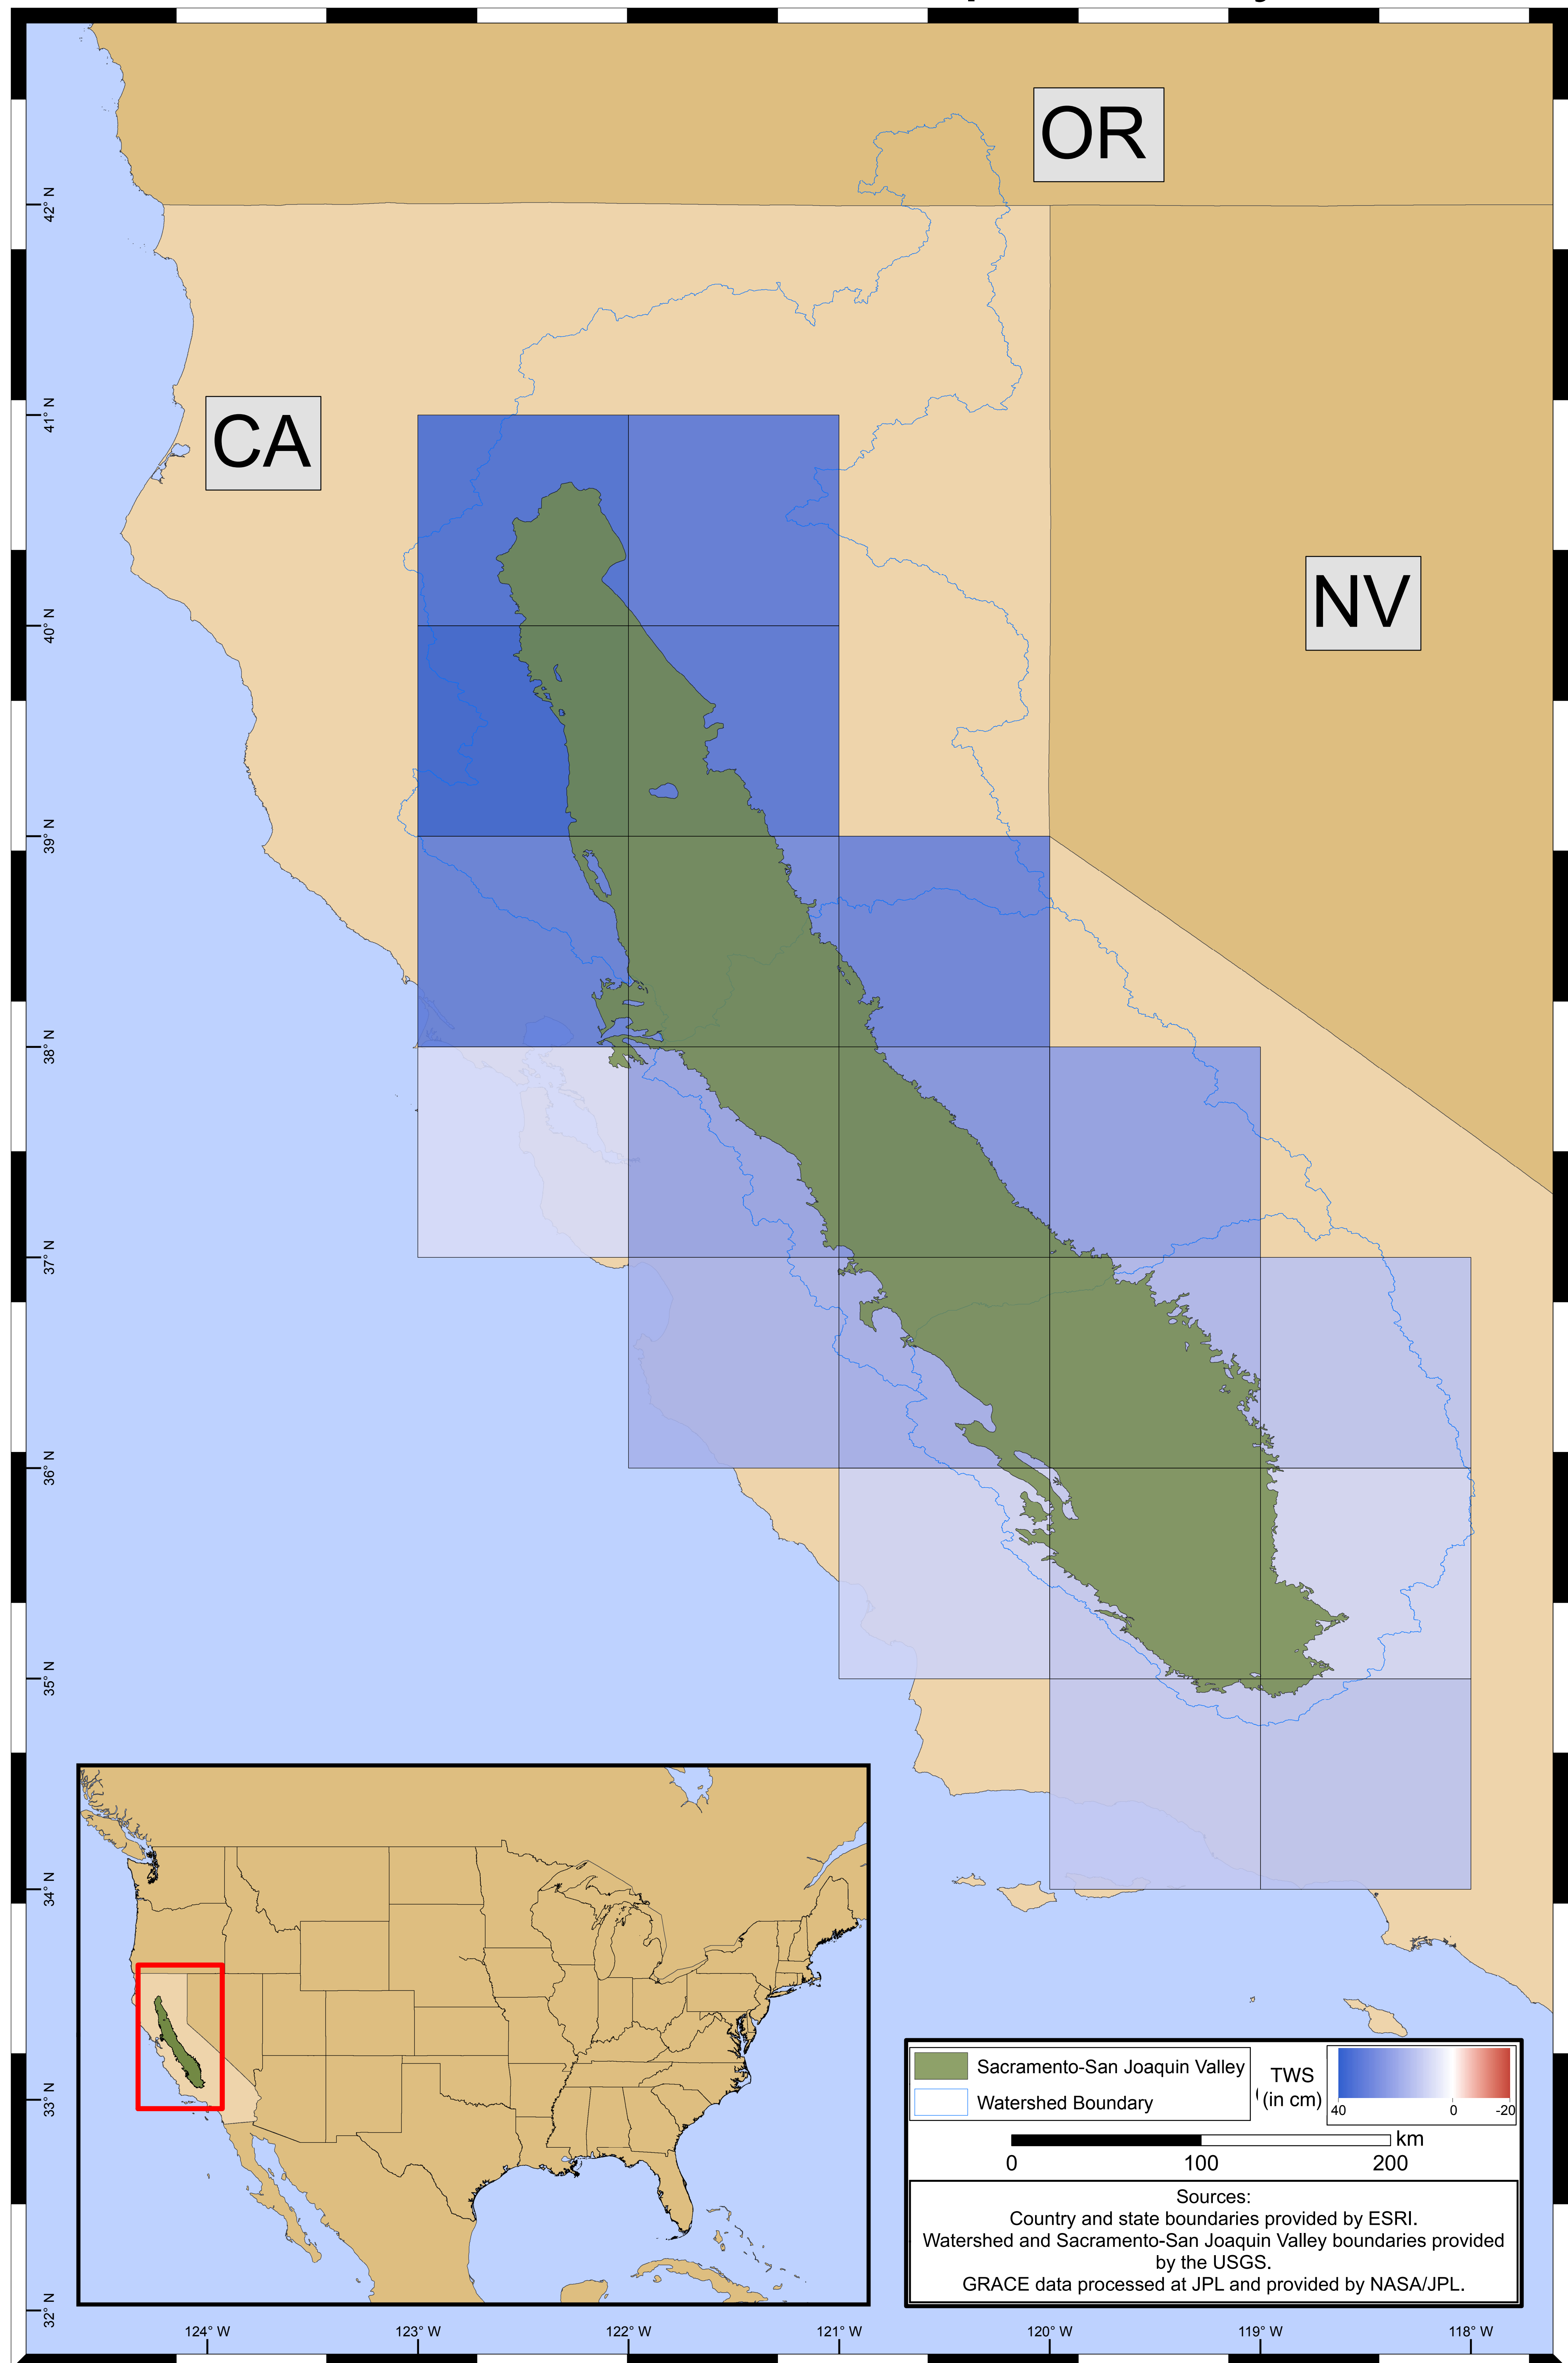 OR
42° N
41° N
CA
NV
40° N
39° N
38° N
37° N
36° N
35° N
34° N
33° N
32° N
Sacramento-San Joaquin Valley
Watershed Boundary
TWS
(in cm)
40 0 -20
km
0 100 200
Sources:
Country and state boundaries provided by ESRI.
Watershed and Sacramento-San Joaquin Valley boundaries provided
by the USGS.
GRACE data processed at JPL and provided by NASA/JPL.
124° W 123° W 122° W 121° W 120° W 119° W 118° W